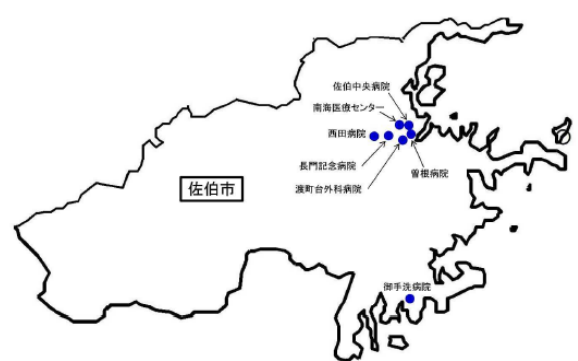 佐伯中央病院
南海医療センター
西田病院
長門記念病院
曽根病院
渡町台外科病院
佐伯市
御手洗病院